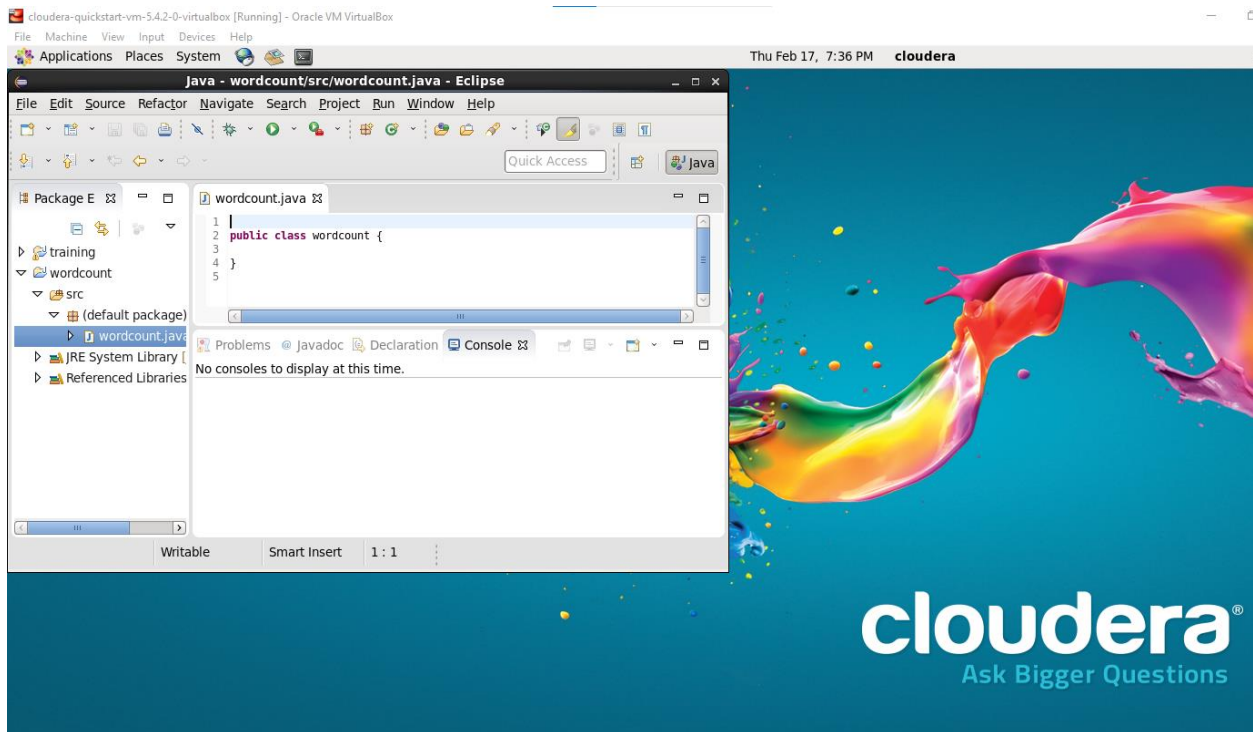 cloudera-quickstart-vm-5.4.2-0-virtualbox [Running] - Oracle VM VirtualBox
File Machine View Input Devices Help
Applications Places System Thu Feb 17, 7:36 PM cloudera
Java - wordcount/src/wordcount.java - Eclipse
File Edit Source Refactor Navigate Search Project Run Window Help
Quick Access Java
Package E wordcount.java
1
2 public class wordcount {
3
4 }
5
training
wordcount
src
(default package)
wordcount.java
JRE System Library [
Referenced Libraries
Problems @ Javadoc Declaration Console
No consoles to display at this time.
Writable Smart Insert 1 : 1
cloudera®
Ask Bigger Questions